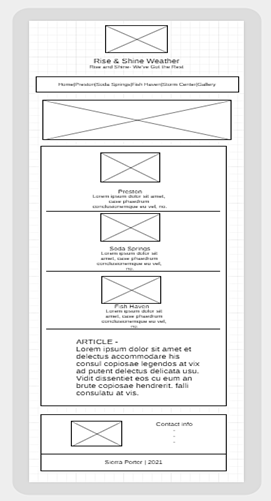 Rise & Shine Weather
Rise and Shine- We've Got the Rest
Home|Preston|Soda Springs|Fish Haven|Storm Center|Gallery
Preston
Lorem ipsum dolor sit amet,
case phaedrum
concluionemque eu vel, no.
Soda Springs
Lorem ipsum dolor sit
amet, case phaedrum
concluionemque eu vel,
no.
Fish Haven
Lorem ipsum dolor sit
amet, case phaedrum
concluionemque eu vel,
no.
ARTICLE -
Lorem ipsum dolor sit amet et
delectus accommodare his
consul copiosae legendos at vix
ad putent delectus delicata usu.
Vidit dissentiet eos cu eum an
brute copiosae hendrerit. falli
consulatu at vis.
Contact info
-
-
-
Sierra Porter | 2021